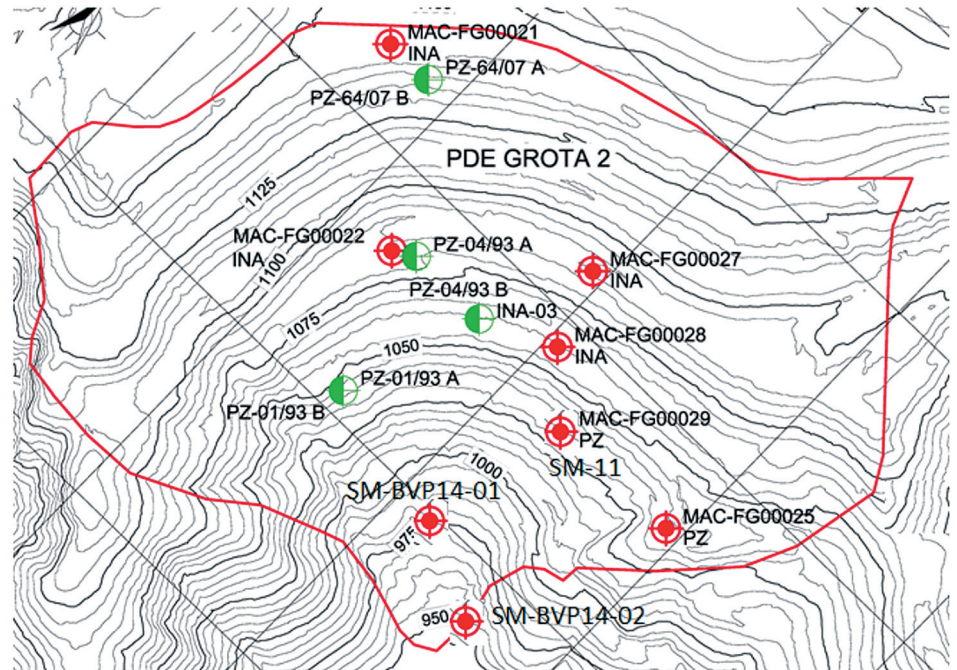 MAC-FG00021
INA
PZ-64/07 A
PZ-64/07 B
PDE GROTA 2
1125
MAC-FG00022
INA
PZ-04/93 A
1100
MAC-FG00027
INA
PZ-04/93 B
INA-03
1075
MAC-FG00028
INA
1050
PZ-01/93 A
PZ-01/93 B
MAC-FG00029
PZ
SM-11
1000
SM-BVP14-01
MAC-FG00025
PZ
975
950
SM-BVP14-02